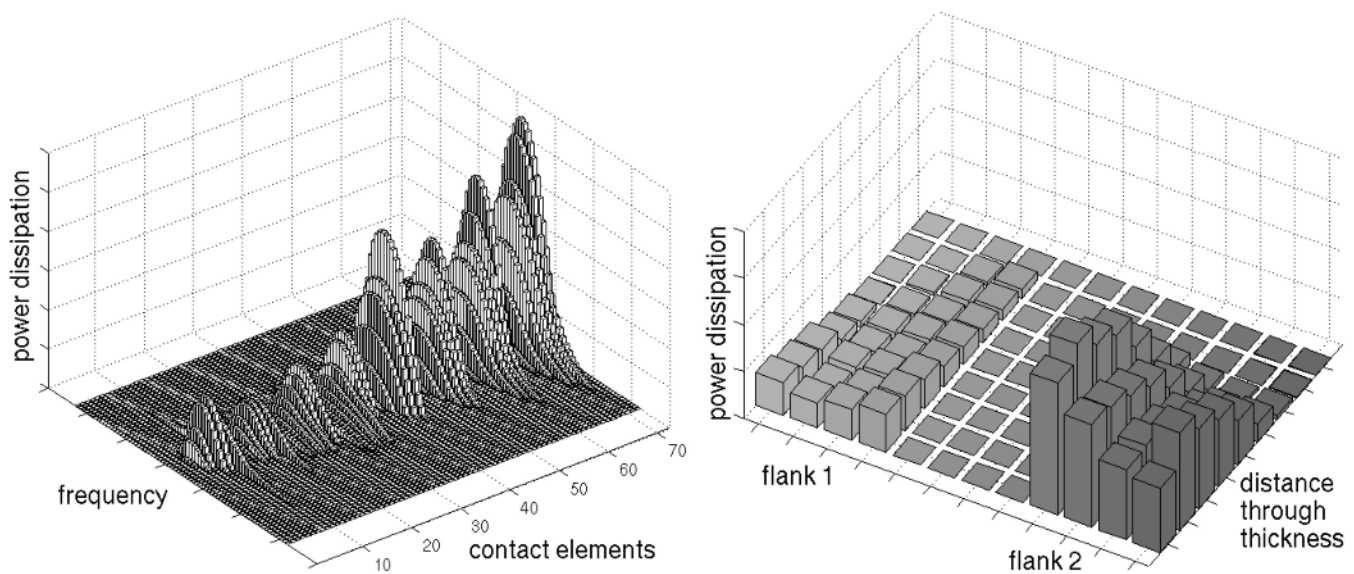 power dissipation
frequency
10
20
30
40
50
60
70
contact elements
power dissipation
flank 1
flank 2
distance
through
thickness